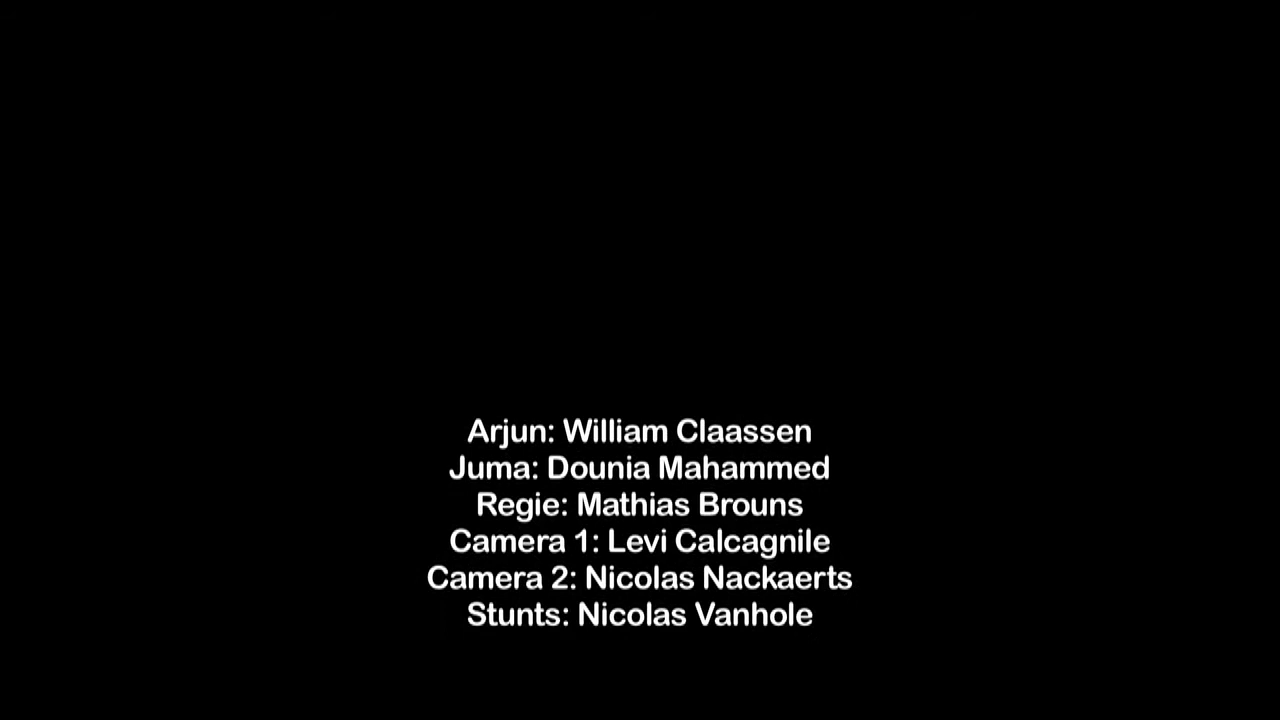 Arjun: William Claassen
Juma: Dounia Mahammed
Regie: Mathias Brouns
Camera 1: Levi Calcagnile
Camera 2: Nicolas Nackaerts
Stunts: Nicolas Vanhole